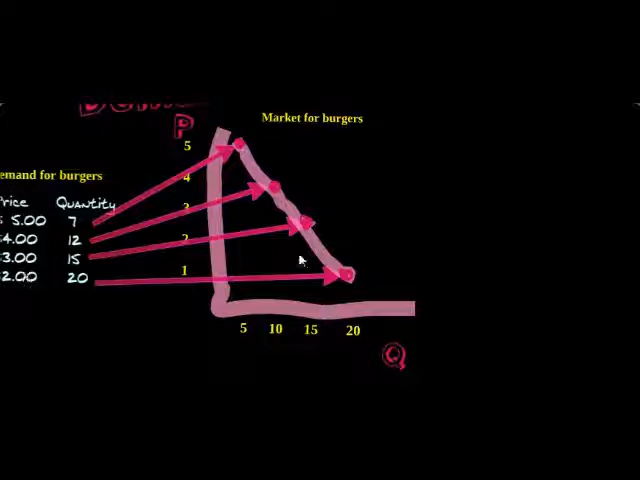 P
Market for burgers
5
4
3
2
1
emand for burgers
rice Quantity
5.00 7
4.00 12
3.00 15
2.00 20
5 10 15 20
Q